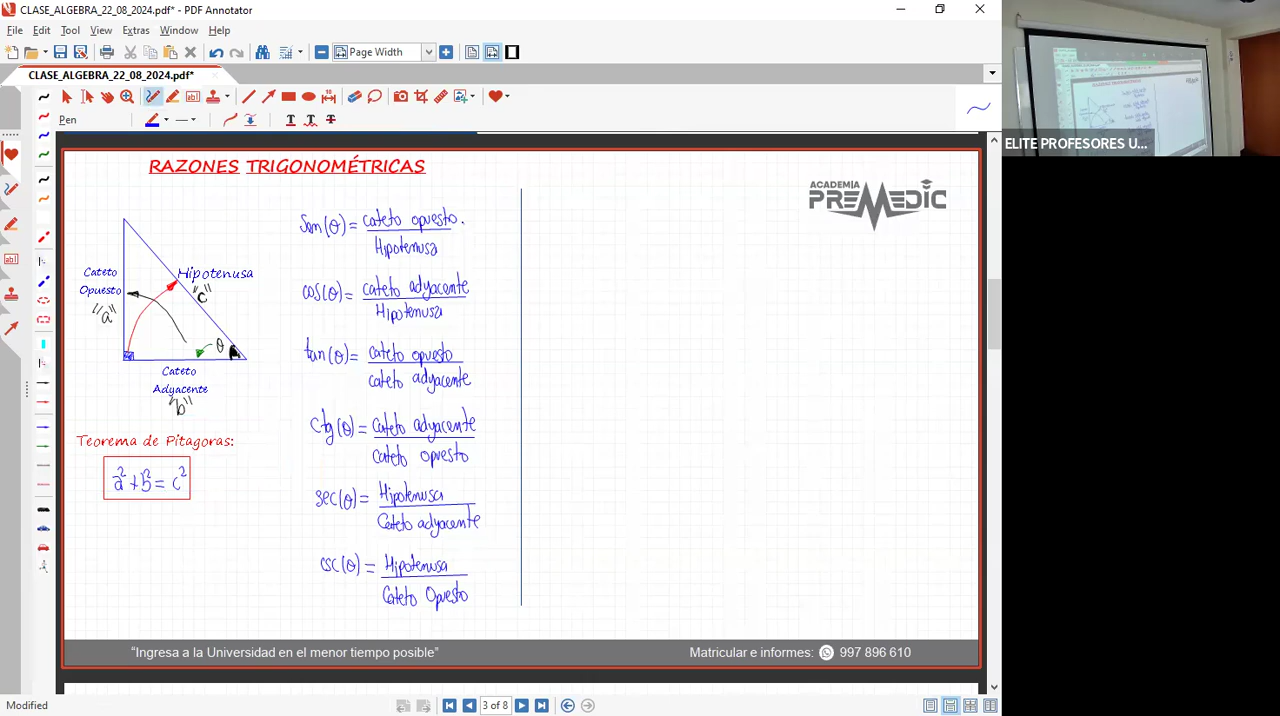 CLASE_ALGEBRA_22_08_2024.pdf* - PDF Annotator
File Edit Tool View Extras Window Help
Page Width
CLASE_ALGEBRA_22_08_2024.pdf*
Pen
ELITE PROFESORES U...
RAZONES TRIGONOMÉTRICAS
ACADEMIA
PREMEDIC
Cateto
Opuesto
"a"
Hipotenusa
"c"
θ
Cateto
Adyacente
"b"
Teorema de Pitagoras:
a² + b² = c²
Sen(θ) = cateto opuesto.
Hipotenusa
cos(θ) = cateto adyacente
Hipotenusa
tan(θ) = cateto opuesto
cateto adyacente
ctg(θ) = cateto adyacente
cateto opuesto
sec(θ) = Hipotenusa
Cateto adyacente
csc(θ) = Hipotenusa
Cateto Opuesto
“Ingresa a la Universidad en el menor tiempo posible” Matricular e informes: 997 896 610
Modified 3 of 8